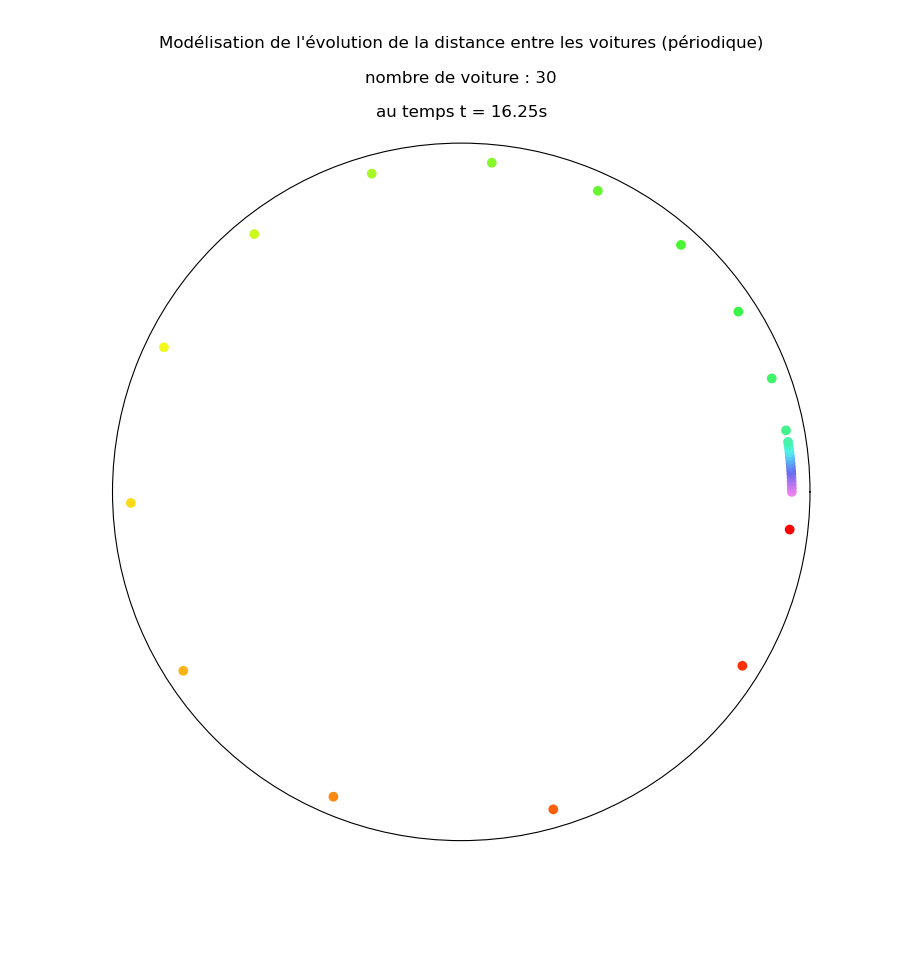 Modélisation de l'évolution de la distance entre les voitures (périodique)
nombre de voiture : 30
au temps t = 16.25s